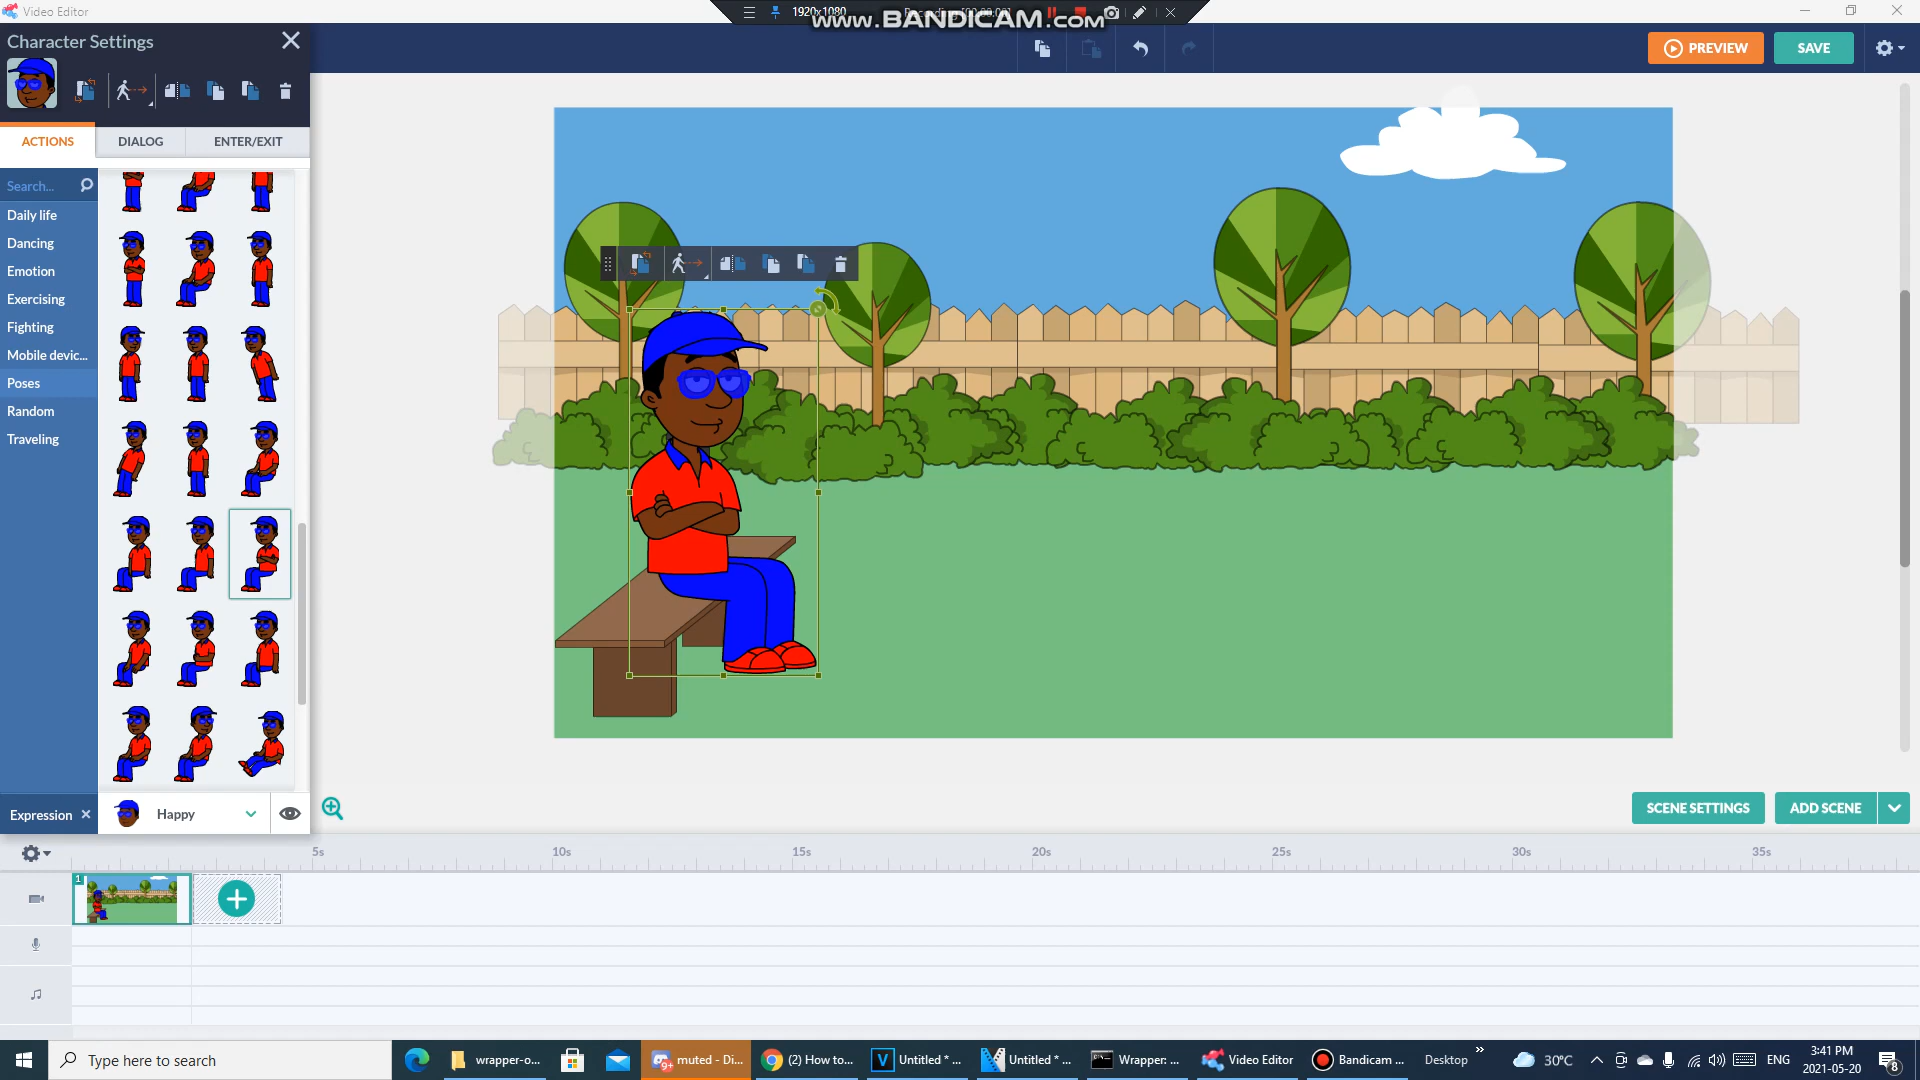 Video Editor
1920x1080
www.BANDICAM.com
Character Settings
PREVIEW
SAVE
ACTIONS
DIALOG
ENTER/EXIT
Search...
Daily life
Dancing
Emotion
Exercising
Fighting
Mobile devic...
Poses
Random
Traveling
Expression
Happy
SCENE SETTINGS
ADD SCENE
5s
10s
15s
20s
25s
30s
35s
1
Type here to search
wrapper-o...
9+
muted - Di...
(2) How to...
Untitled * ...
Untitled * ...
Wrapper: ...
Video Editor
Bandicam ...
Desktop
30°C
ENG
3:41 PM
2021-05-20
8